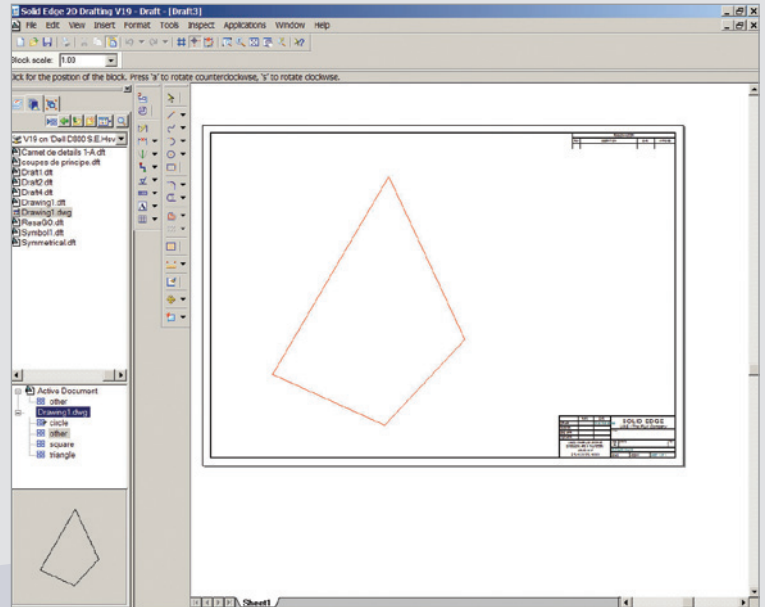 Solid Edge 2D Drafting V19 - Draft - [Draft3]
File Edit View Insert Format Tools Inspect Applications Window Help
Block scale: 1.00
ick for the position of the block. Press 'a' to rotate counterclockwise, 's' to rotate clockwise.
V19 on 'Dell D800 S.E.Hsv
Carnet de details 1-A.dft
coupes de principe.dft
Draft1.dft
Draft2.dft
Draft4.dft
Drawing1.dft
Drawing1.dwg
ResaGO.dft
Symbol1.dft
Symmetrical.dft
Active Document
other
Drawing1.dwg
circle
other
square
triangle
SOLID EDGE
Sheet1